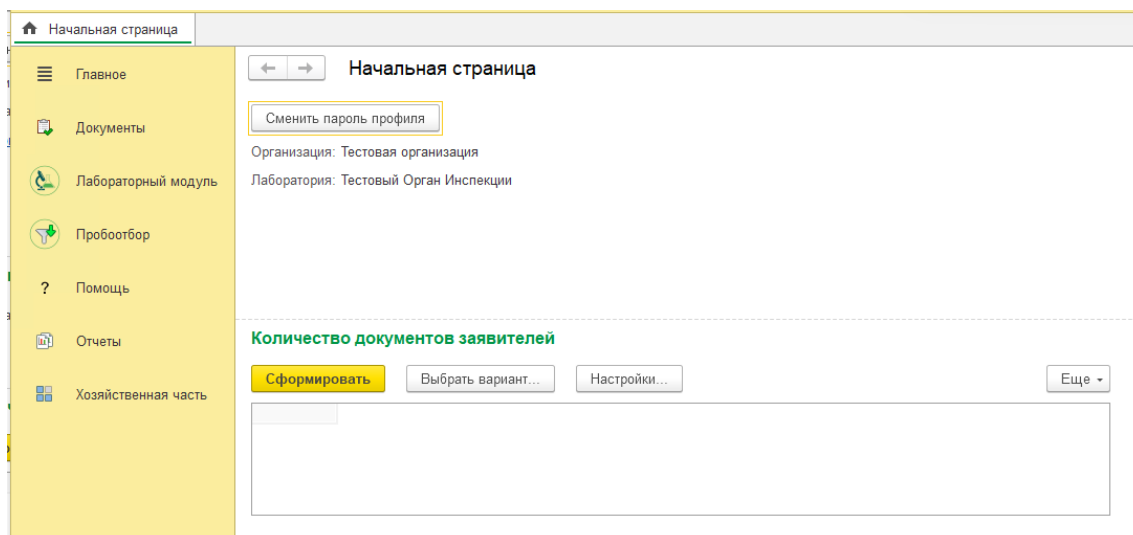 Начальная страница
Главное
Документы
Лабораторный модуль
Пробоотбор
? Помощь
Отчеты
Хозяйственная часть
Начальная страница
Сменить пароль профиля
Организация: Тестовая организация
Лаборатория: Тестовый Орган Инспекции
Количество документов заявителей
Сформировать Выбрать вариант... Настройки... Еще